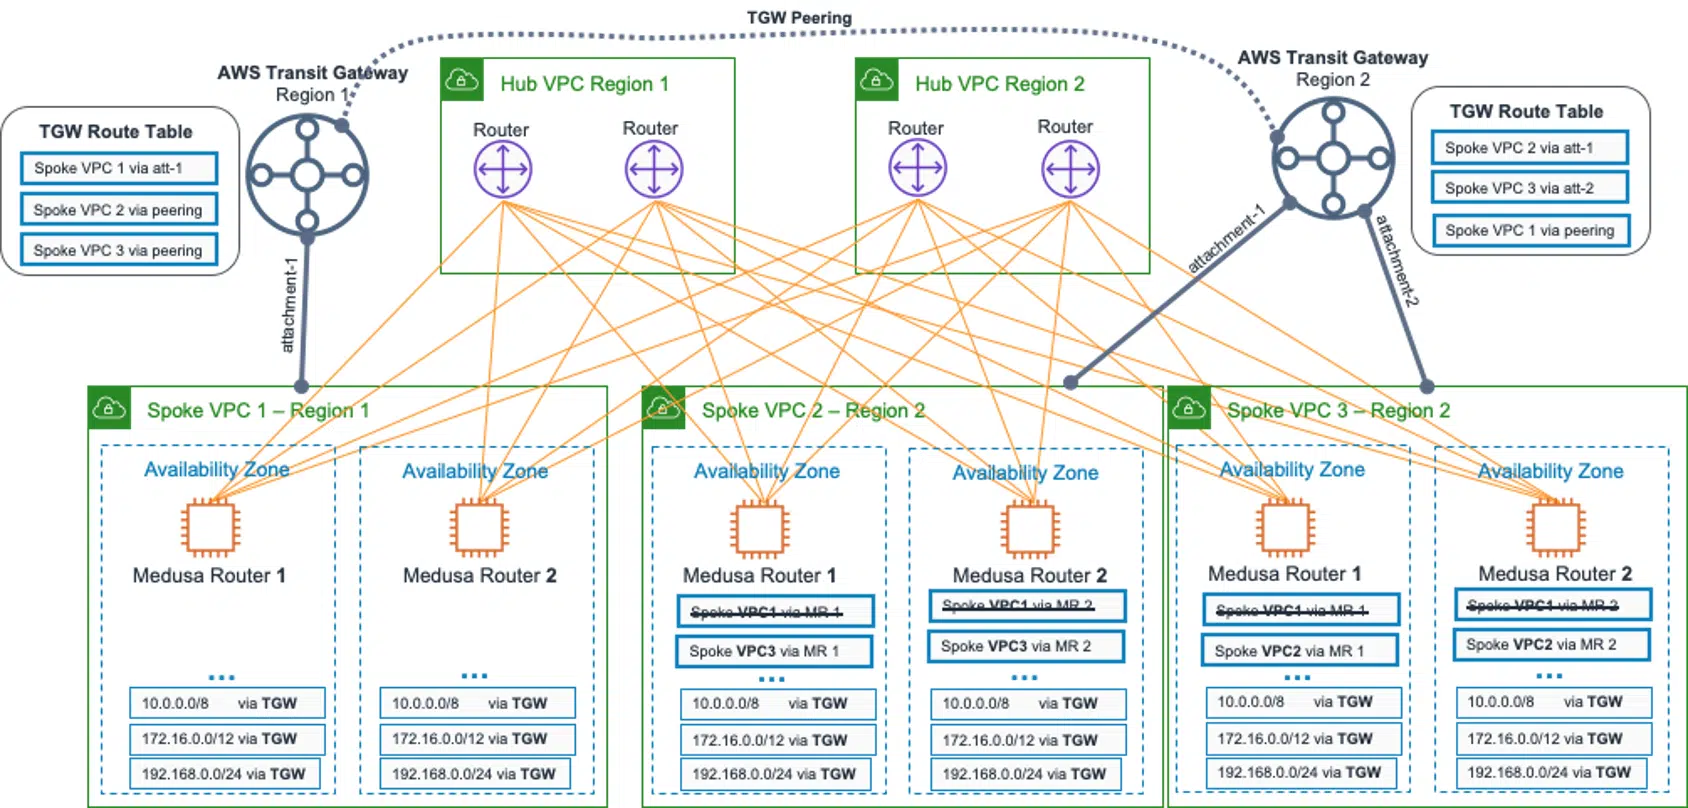 TGW Peering
AWS Transit Gateway
Region 1
TGW Route Table
Spoke VPC 1 via att-1
Spoke VPC 2 via peering
Spoke VPC 3 via peering
attachment-1
Hub VPC Region 1
Router
Router
Hub VPC Region 2
Router
Router
AWS Transit Gateway
Region 2
TGW Route Table
Spoke VPC 2 via att-1
Spoke VPC 3 via att-2
Spoke VPC 1 via peering
attachment-1
attachment-2
Spoke VPC 1 – Region 1
Availability Zone
Medusa Router 1
...
10.0.0.0/8 via TGW
172.16.0.0/12 via TGW
192.168.0.0/24 via TGW
Availability Zone
Medusa Router 2
...
10.0.0.0/8 via TGW
172.16.0.0/12 via TGW
192.168.0.0/24 via TGW
Spoke VPC 2 – Region 2
Availability Zone
Medusa Router 1
Spoke VPC1 via MR 1
Spoke VPC3 via MR 1
...
10.0.0.0/8 via TGW
172.16.0.0/12 via TGW
192.168.0.0/24 via TGW
Availability Zone
Medusa Router 2
Spoke VPC1 via MR 2
Spoke VPC3 via MR 2
...
10.0.0.0/8 via TGW
172.16.0.0/12 via TGW
192.168.0.0/24 via TGW
Spoke VPC 3 – Region 2
Availability Zone
Medusa Router 1
Spoke VPC1 via MR 1
Spoke VPC2 via MR 1
...
10.0.0.0/8 via TGW
172.16.0.0/12 via TGW
192.168.0.0/24 via TGW
Availability Zone
Medusa Router 2
Spoke VPC1 via MR 2
Spoke VPC2 via MR 2
...
10.0.0.0/8 via TGW
172.16.0.0/12 via TGW
192.168.0.0/24 via TGW